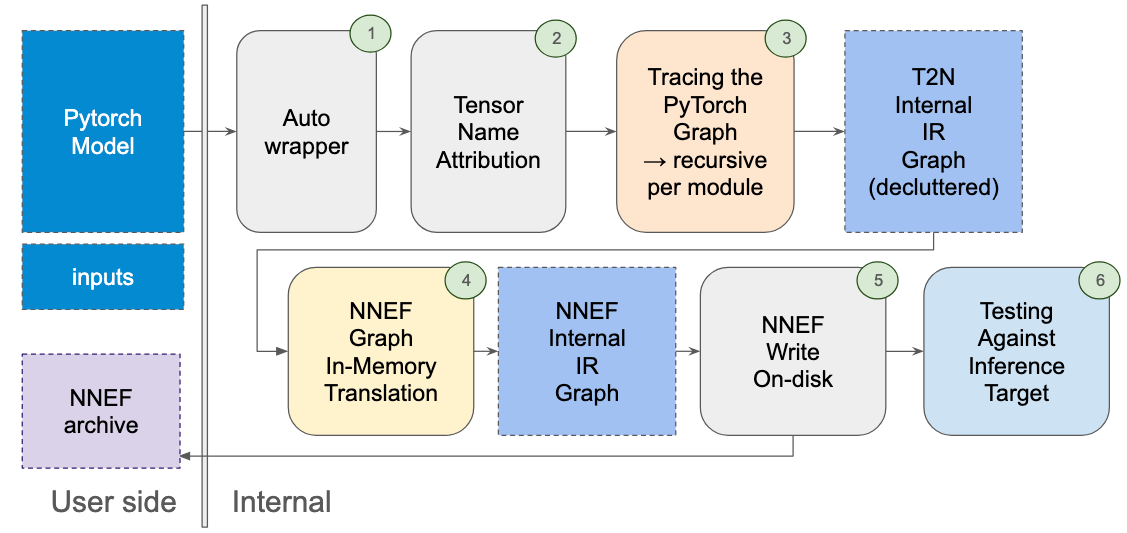 Pytorch
Model
inputs
NNEF
archive
User side
Internal
1
Auto
wrapper
2
Tensor
Name
Attribution
3
Tracing the
PyTorch
Graph
→ recursive
per module
T2N
Internal
IR
Graph
(decluttered)
4
NNEF
Graph
In-Memory
Translation
NNEF
Internal
IR
Graph
5
NNEF
Write
On-disk
6
Testing
Against
Inference
Target